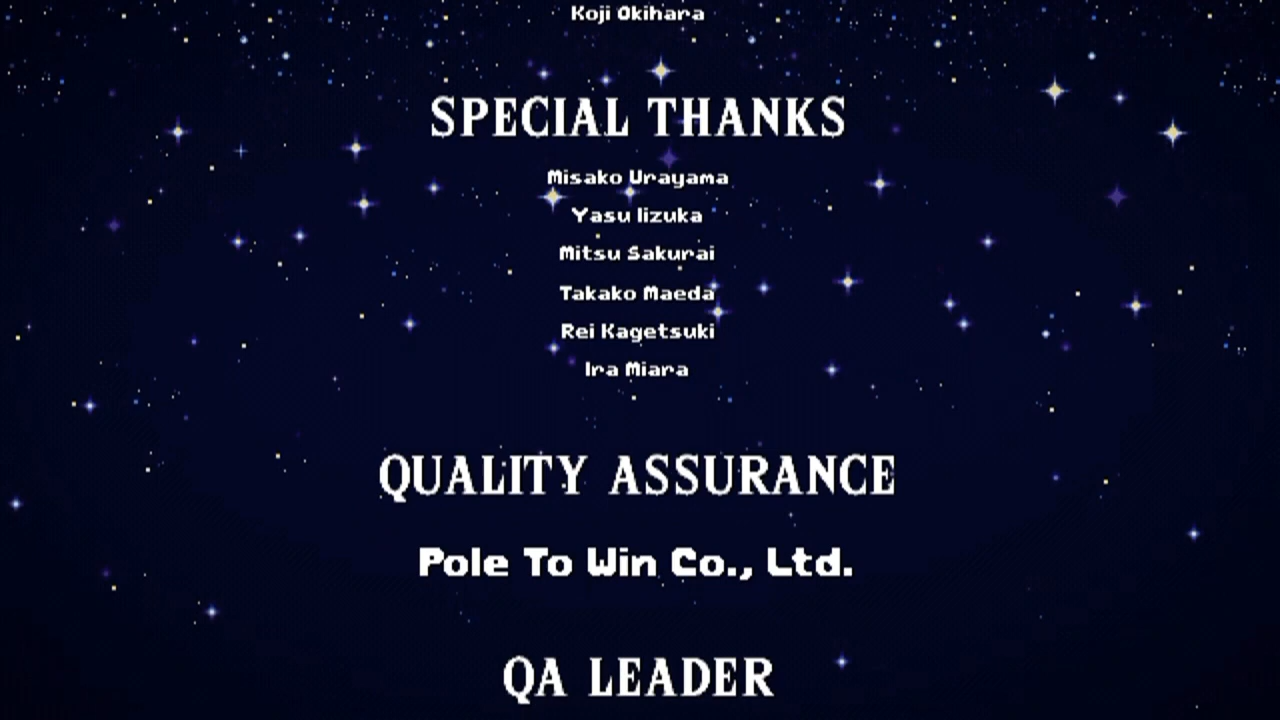 Koji Okihara
SPECIAL THANKS
Misako Urayama
Yasu Iizuka
Mitsu Sakurai
Takako Maeda
Rei Kagetsuki
Ira Miara
QUALITY ASSURANCE
Pole To Win Co., Ltd.
QA LEADER